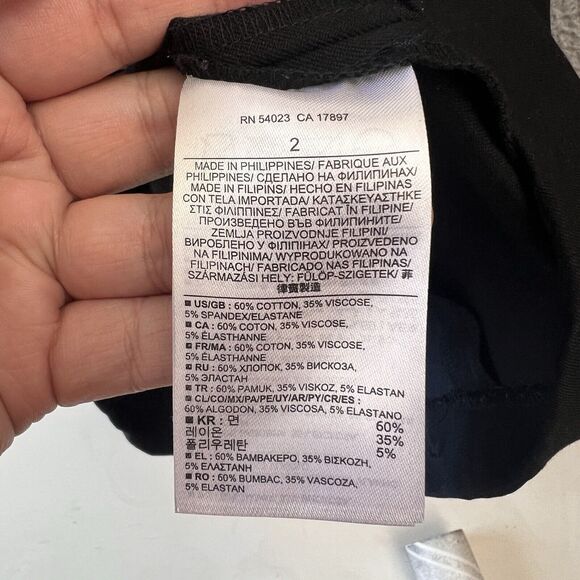 RN 54023 CA 17897
2
MADE IN PHILIPPINES/ FABRIQUE AUX
PHILIPPINES/ СДЕЛАНО НА ФИЛИПИНАХ/
MADE IN FILIPINS/ HECHO EN FILIPINAS
CON TELA IMPORTADA/ ΚΑΤΑΣΚΕΥΑΣΤΗΚΕ
ΣΤΙΣ ΦΙΛΙΠΠΙΝΕΣ/ FABRICAT ÎN FILIPINE/
ПРОИЗВЕДЕНО ВЪВ ФИЛИПИНИТЕ/
ZEMLJA PROIZVODNJE FILIPINI/
ВИРОБЛЕНО У ФІЛІПІНАХ/ PROIZVEDENO
NA FILIPINIMA/ WYPRODUKOWANO NA
FILIPINACH/ FABRICADO NAS FILIPINAS/
SZÁRMAZÁSI HELY: FÜLÖP-SZIGETEK/ 菲
律賓製造
US/GB : 60% COTTON, 35% VISCOSE,
5% SPANDEX/ELASTANE
CA : 60% COTON, 35% VISCOSE,
5% ÉLASTHANNE
FR/MA : 60% COTON, 35% VISCOSE,
5% ÉLASTHANNE
RU : 60% ХЛОПОК, 35% ВИСКОЗА,
5% ЭЛАСТАН
TR : 60% PAMUK, 35% VISKOZ, 5% ELASTAN
CL/CO/MX/PA/PE/UY/AR/PY/CR/ES :
60% ALGODON, 35% VISCOSA, 5% ELASTANO
KR : 면 60%
레이온 35%
폴리우레탄 5%
EL : 60% ΒΑΜΒΑΚΕΡΟ, 35% ΒΙΣΚΟΖΗ,
5% ΕΛΑΣΤΑΝΗ
RO : 60% BUMBAC, 35% VASCOZA,
5% ELASTAN